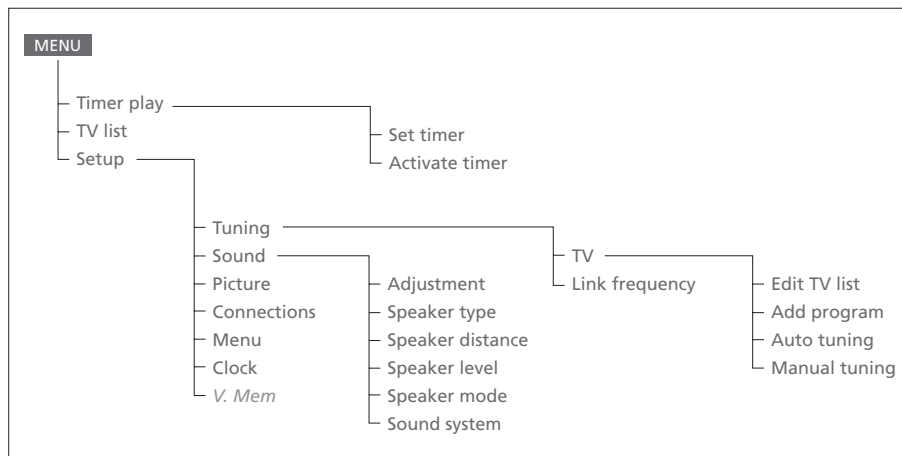 MENU
Timer play
TV list
Setup
Set timer
Activate timer
Tuning
Sound
Picture
Connections
Menu
Clock
V. Mem
Adjustment
Speaker type
Speaker distance
Speaker level
Speaker mode
Sound system
TV
Link frequency
Edit TV list
Add program
Auto tuning
Manual tuning